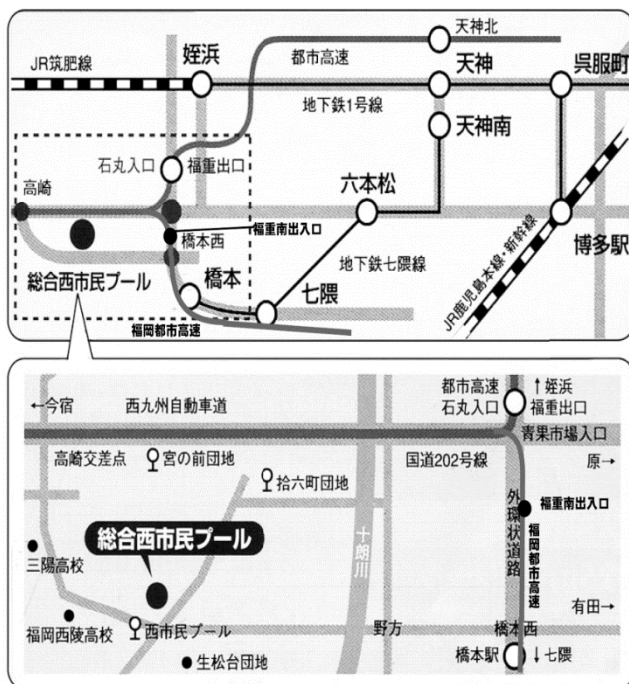 天神北
JR筑肥線
姪浜
都市高速
天神
呉服町
地下鉄1号線
天神南
石丸入口
福重出口
六本松
高崎
福重南出入口
橋本西
博多駅
総合西市民プール
橋本
七隈
地下鉄七隈線
JR鹿児島本線・新幹線
福岡都市高速
都市高速
↑姪浜
←今宿
西九州自動車道
石丸入口
福重出口
青果市場入口
高崎交差点
宮の前団地
国道202号線
原→
拾六町団地
福重南出入口
外環状道路
総合西市民プール
十郎川
福岡都市高速
三陽高校
有田→
福岡西陵高校
西市民プール
野方
橋本西
生松台団地
橋本駅
↓七隈